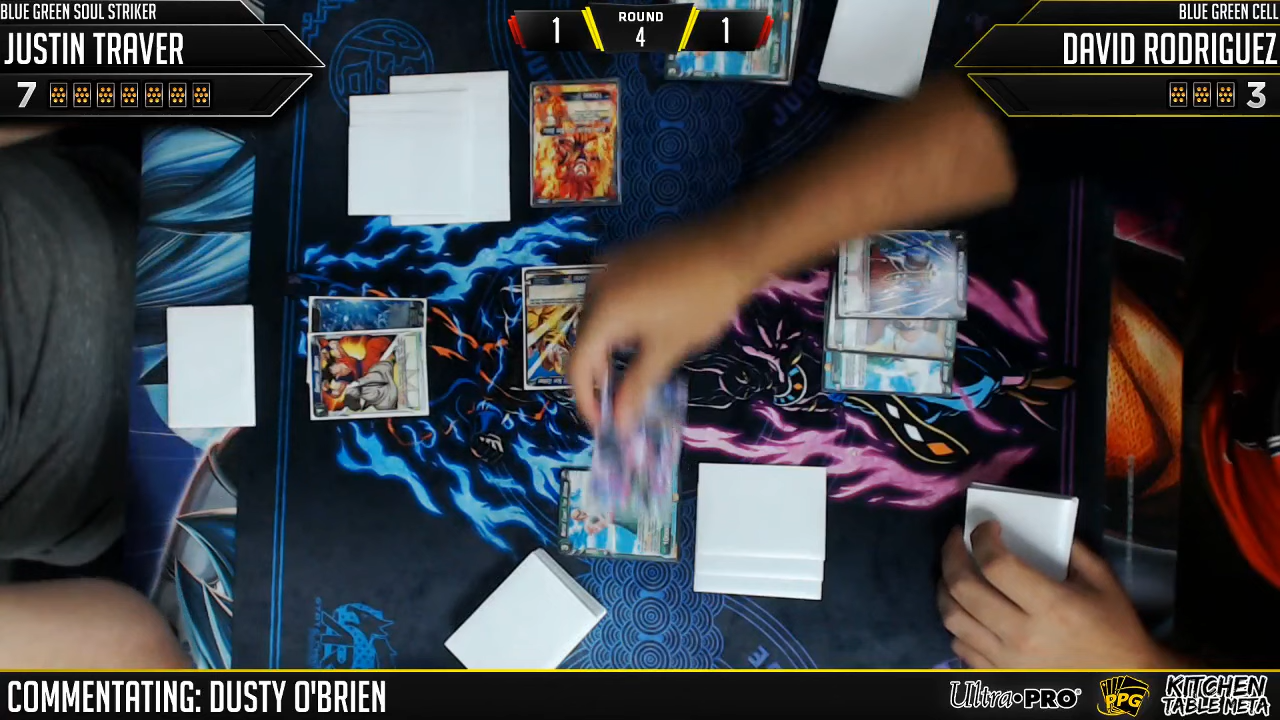 BLUE GREEN SOUL STRIKER
JUSTIN TRAVER
7
1
ROUND
4
1
BLUE GREEN CELL
DAVID RODRIGUEZ
3
COMMENTATING: DUSTY O'BRIEN
Ultra•PRO®
PPG
KITCHEN
TABLE META